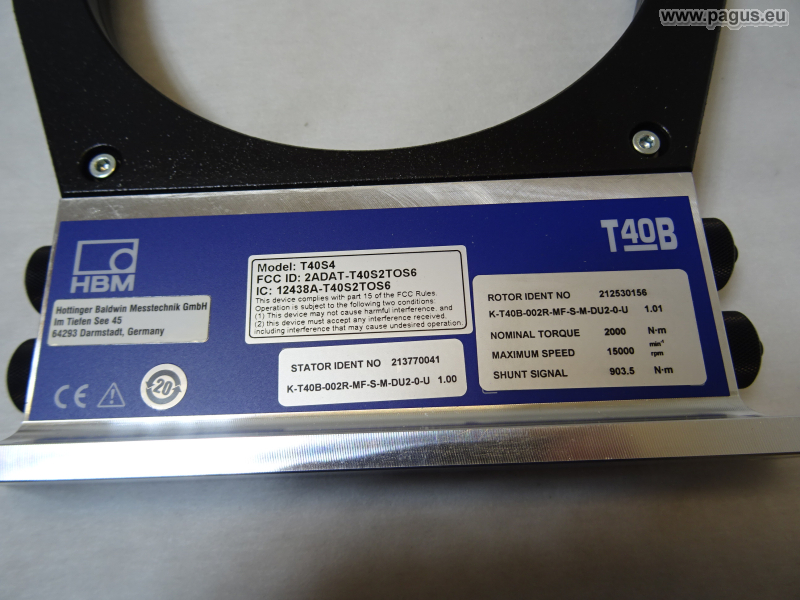 www.pagus.eu
T40B
HBM
Hottinger Baldwin Messtechnik GmbH
Im Tiefen See 45
64293 Darmstadt, Germany
Model: T40S4
FCC ID: 2ADAT-T40S2TOS6
IC: 12438A-T40S2TOS6
This device complies with part 15 of the FCC Rules.
Operation is subject to the following two conditions:
(1) This device may not cause harmful interference, and
(2) this device must accept any interference received,
including interference that may cause undesired operation.
ROTOR IDENT NO 212530156
K-T40B-002R-MF-S-M-DU2-0-U 1.01
NOMINAL TORQUE 2000 N·m
MAXIMUM SPEED 15000 min⁻¹ rpm
SHUNT SIGNAL 903.5 N·m
STATOR IDENT NO 213770041
K-T40B-002R-MF-S-M-DU2-0-U 1.00
CE
20